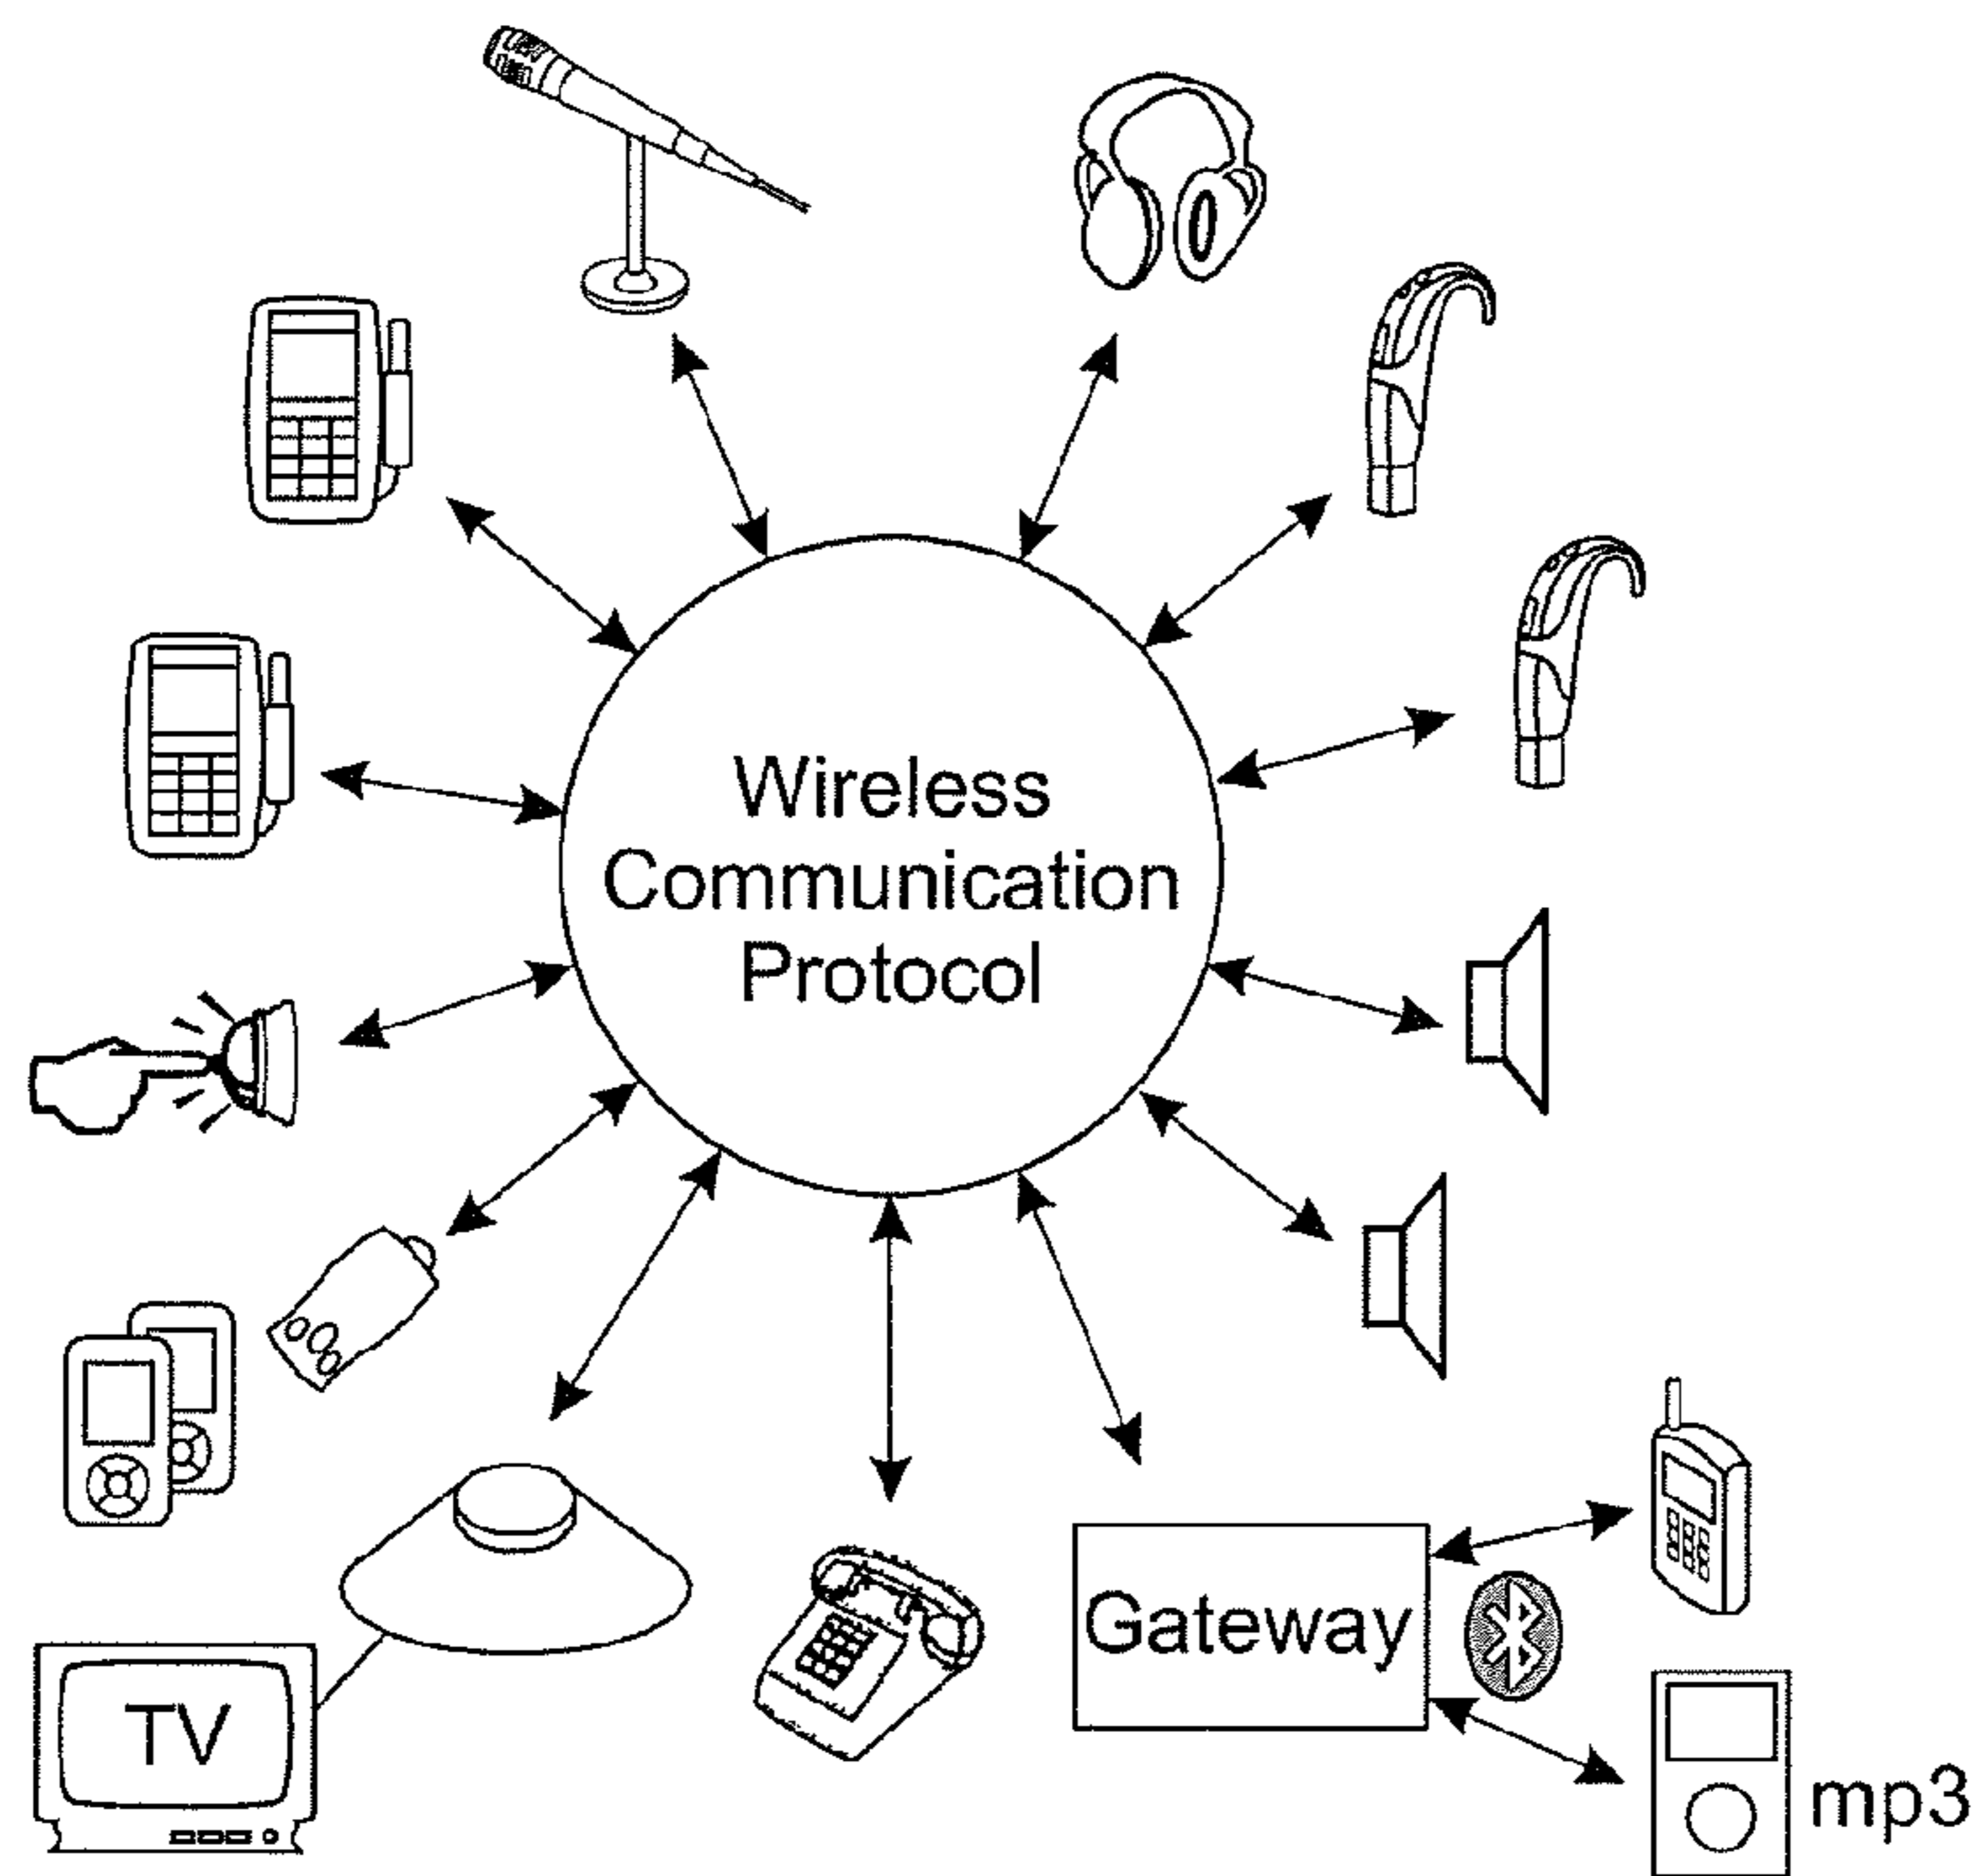 Wireless
Communication
Protocol
Gateway
TV
mp3